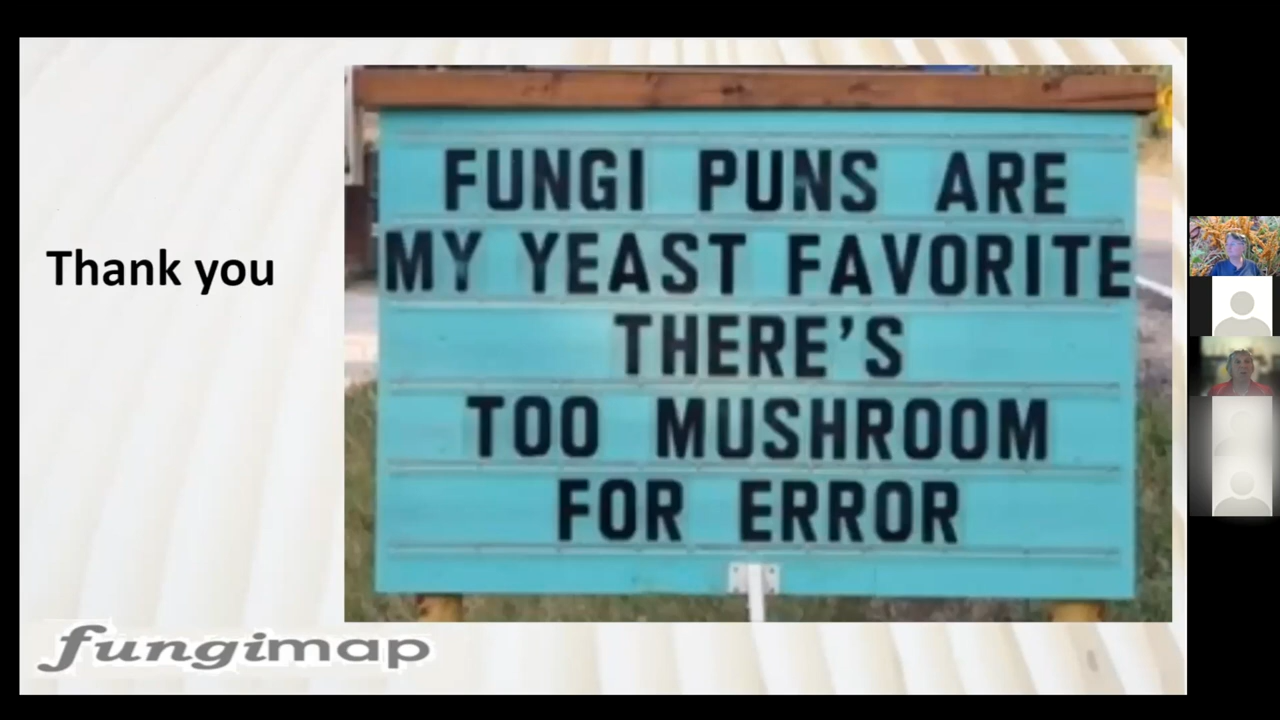 Thank you
FUNGI PUNS ARE
MY YEAST FAVORITE
THERE'S
TOO MUSHROOM
FOR ERROR
fungimap